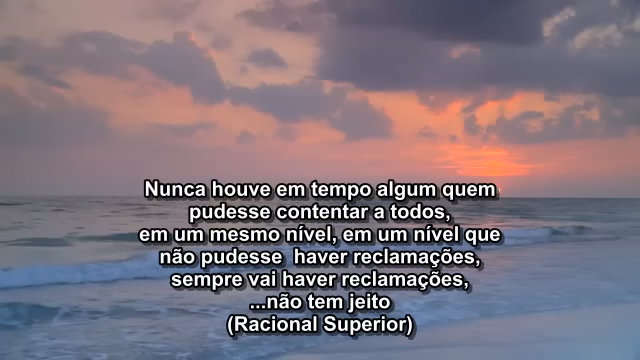 Nunca houve em tempo algum quem
pudesse contentar a todos,
em um mesmo nível, em um nível que
não pudesse  haver reclamações,
sempre vai haver reclamações,
...não tem jeito
(Racional Superior)